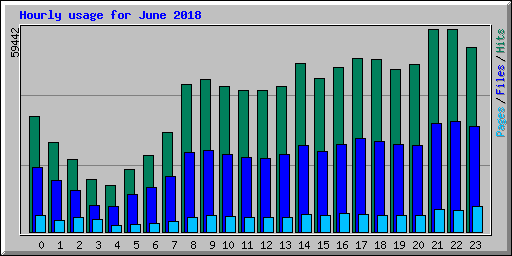 Hourly usage for June 2018
59442
Pages/Files/Hits
0 1 2 3 4 5 6 7 8 9 10 11 12 13 14 15 16 17 18 19 20 21 22 23